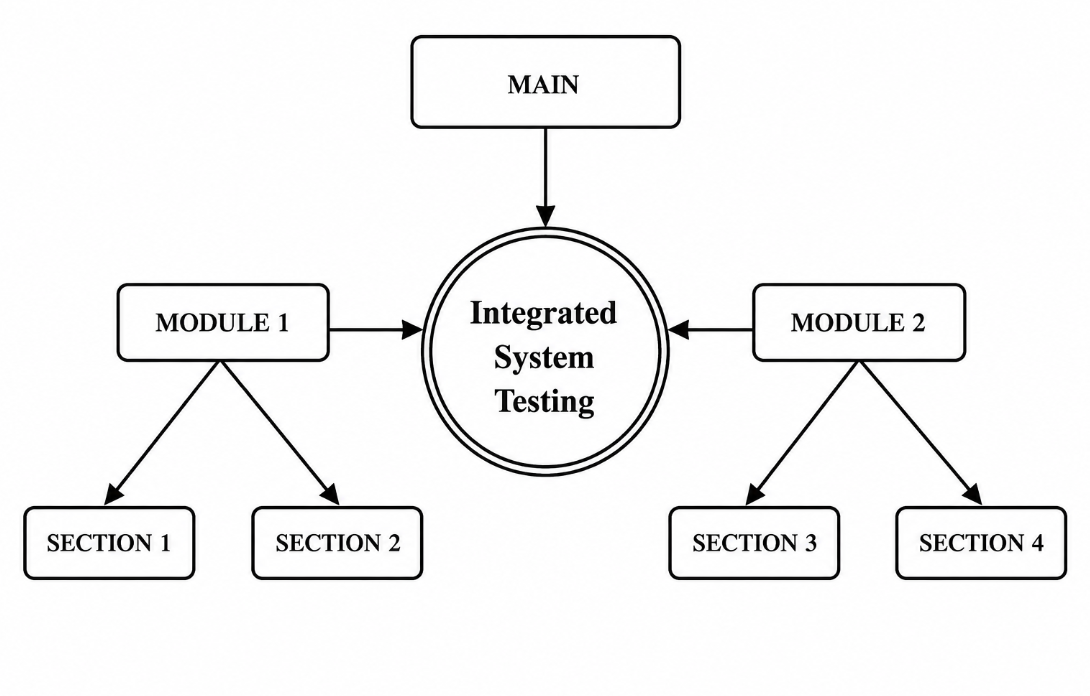 MAIN
MODULE 1
Integrated
System
Testing
MODULE 2
SECTION 1
SECTION 2
SECTION 3
SECTION 4